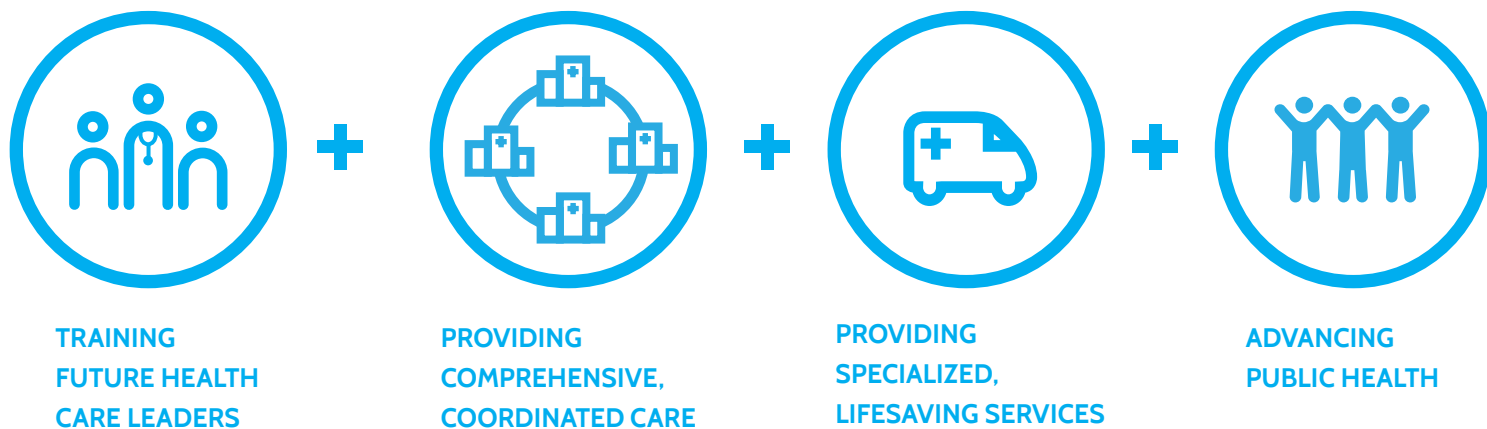 TRAINING
FUTURE HEALTH
CARE LEADERS
PROVIDING
COMPREHENSIVE,
COORDINATED CARE
PROVIDING
SPECIALIZED,
LIFESAVING SERVICES
ADVANCING
PUBLIC HEALTH